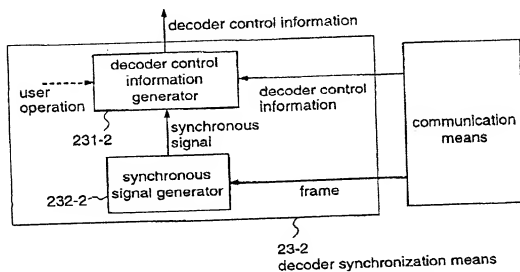 decoder control information
decoder control
information
generator
user
operation
decoder control
information
communication
means
231-2
synchronous
signal
synchronous
signal generator
232-2
frame
23-2
decoder synchronization means